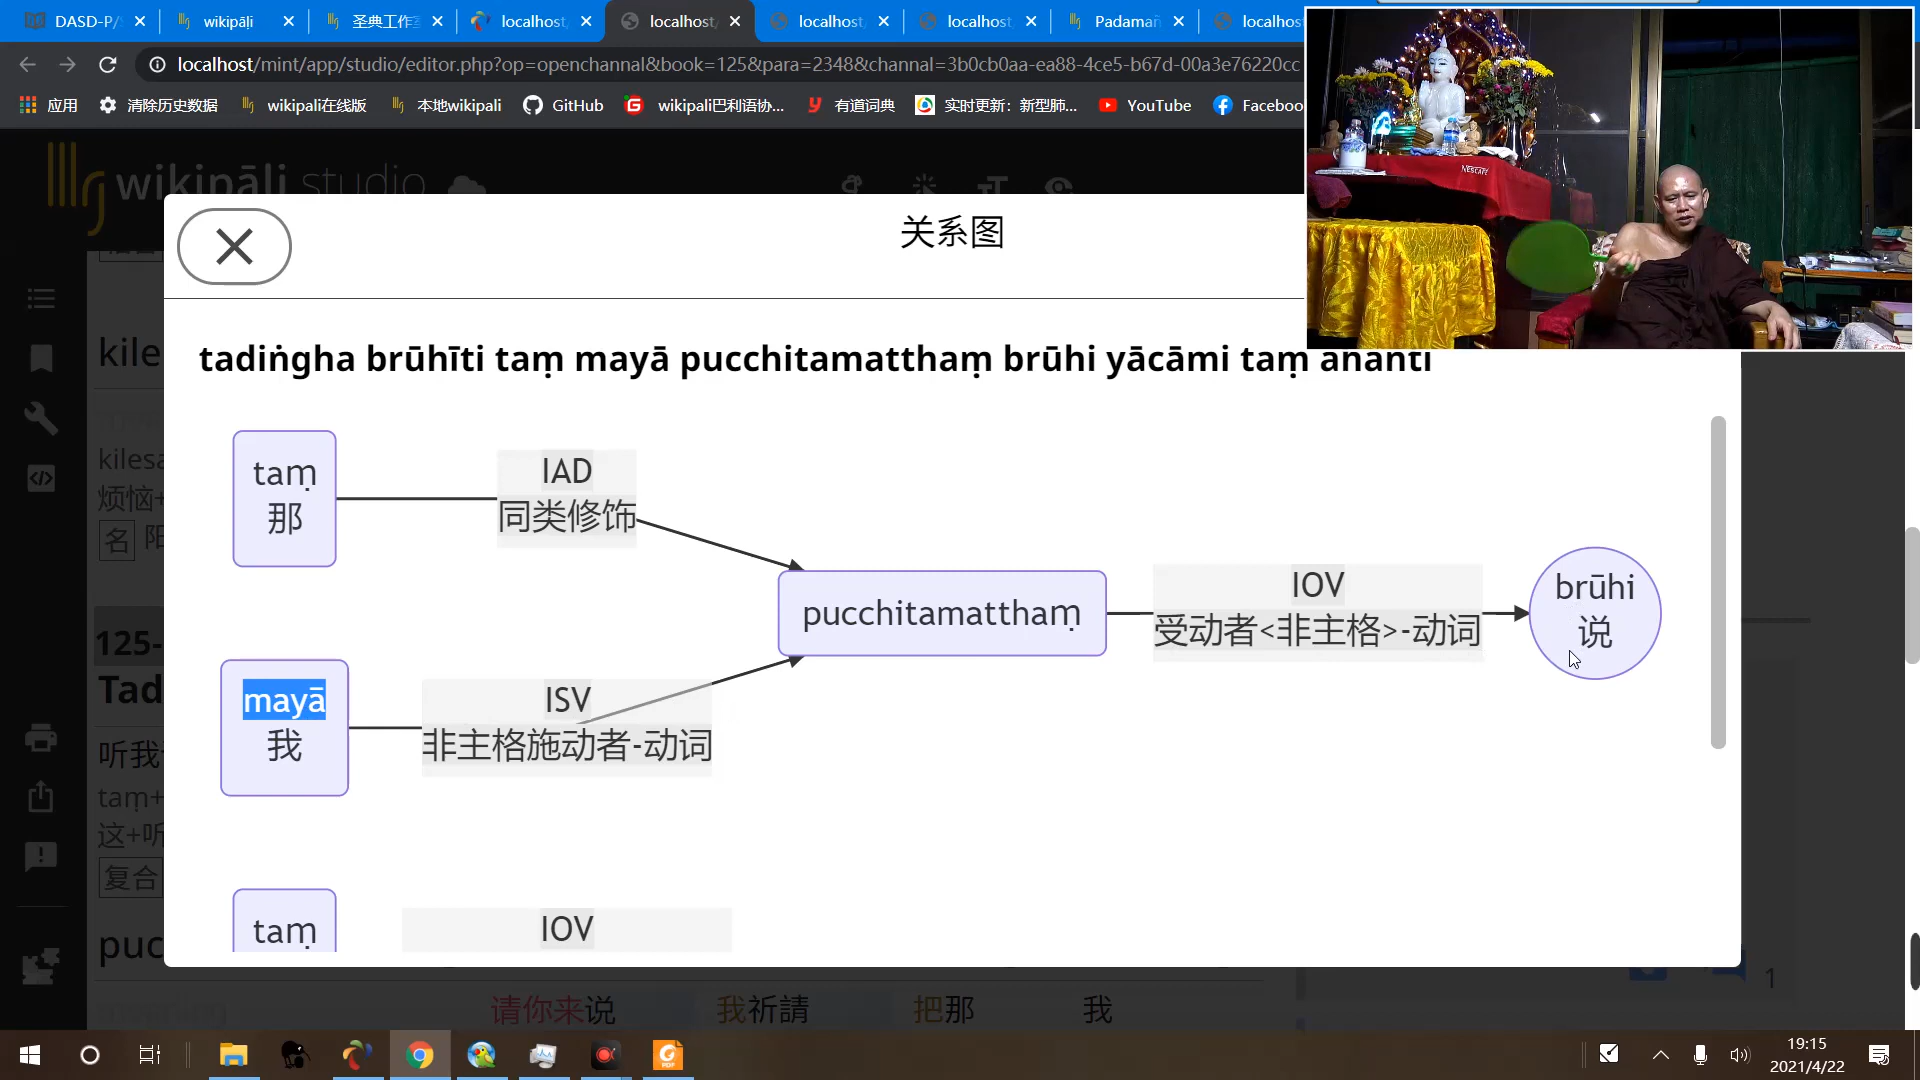 DASD-P/
wikipāḷi
圣典工作
localhost
localhost
localhost
localhost
Padama
localhos
localhost/mint/app/studio/editor.php?op=openchannal&book=125&para=2348&channal=3b0cb0aa-ea88-4ce5-b67d-00a3e76220cc
应用
清除历史数据
wikipali在线版
本地wikipali
GitHub
wikipali巴利语协...
有道词典
实时更新：新型肺...
YouTube
Faceboo
wikipāli studio
NESCAFÉ
关系图
tadiṅgha brūhīti taṃ mayā pucchitamatthaṃ brūhi yācāmi taṃ ahanti
taṃ
那
IAD
同类修饰
pucchitamatthaṃ
IOV
受动者<非主格>-动词
brūhi
说
mayā
我
ISV
非主格施动者-动词
taṃ
IOV
kile
kilesa
烦恼+
名 阳
125-
Tad
听我
taṃ+
这+听
复合
puc
请你来说
我祈請
把那
我
1
19:15
2021/4/22